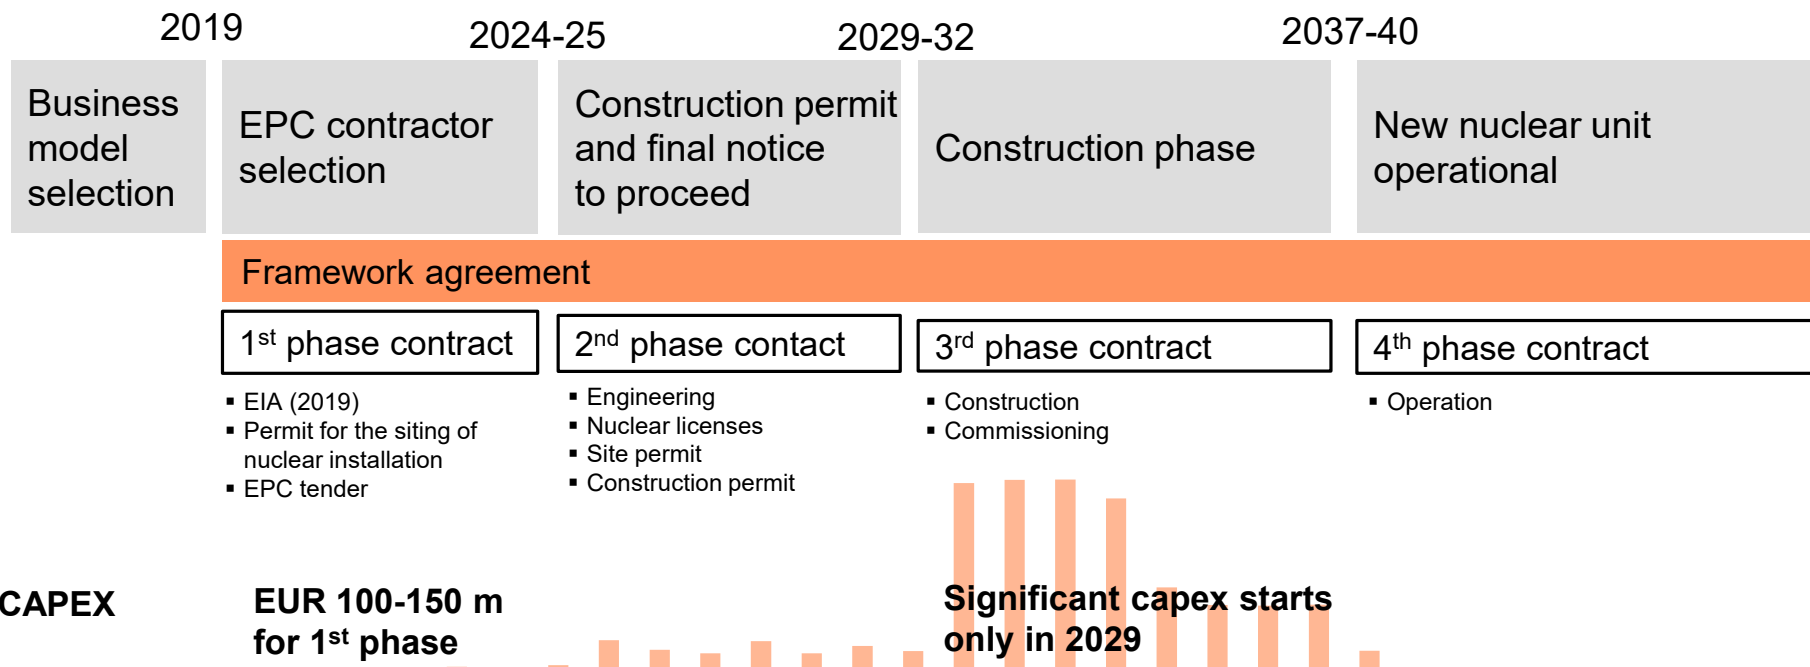 2019
2024-25
2029-32
2037-40
Business
model
selection
EPC contractor
selection
Construction permit
and final notice
to proceed
Construction phase
New nuclear unit
operational
Framework agreement
1st phase contract
2nd phase contact
3rd phase contract
4th phase contract
▪ EIA (2019)
▪ Permit for the siting of
nuclear installation
▪ EPC tender
▪ Engineering
▪ Nuclear licenses
▪ Site permit
▪ Construction permit
▪ Construction
▪ Commissioning
▪ Operation
CAPEX
EUR 100-150 m
for 1st phase
Significant capex starts
only in 2029